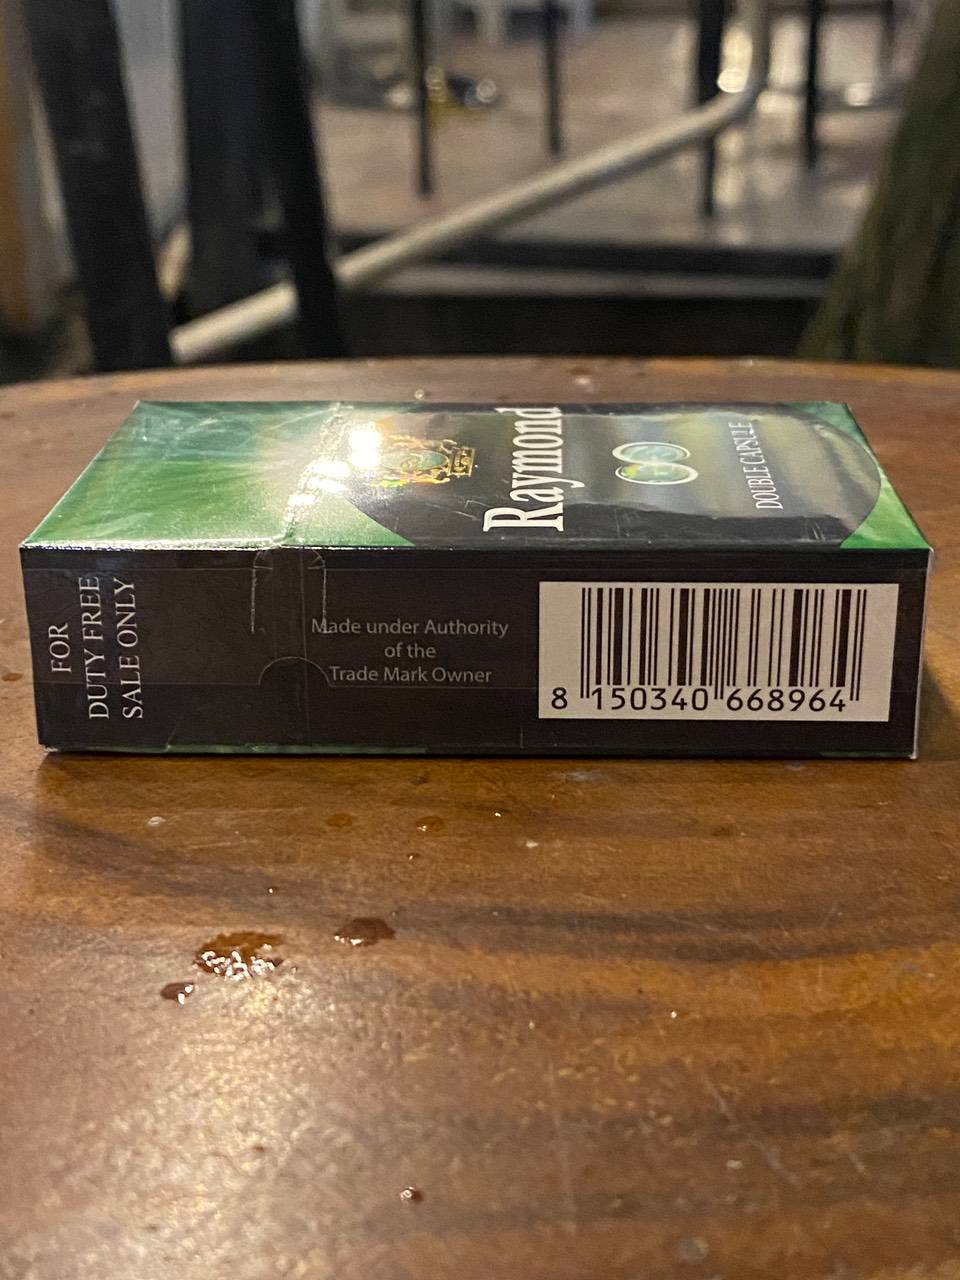 Raymond
DOUBLE CAPSULE
FOR
DUTY FREE
SALE ONLY
Made under Authority
of the
Trade Mark Owner
8 150340 668964